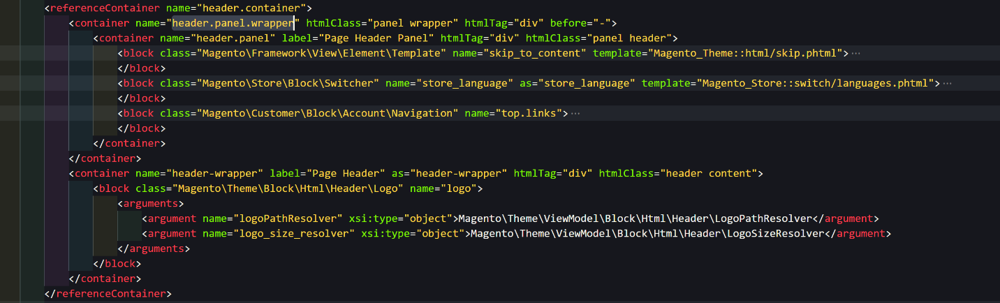 <referenceContainer name="header.container">
<container name="header.panel.wrapper" htmlClass="panel wrapper" htmlTag="div" before="-">
<container name="header.panel" label="Page Header Panel" htmlTag="div" htmlClass="panel header">
<block class="Magento\Framework\View\Element\Template" name="skip_to_content" template="Magento_Theme::html/skip.phtml">···
</block>
<block class="Magento\Store\Block\Switcher" name="store_language" as="store_language" template="Magento_Store::switch/languages.phtml">···
</block>
<block class="Magento\Customer\Block\Account\Navigation" name="top.links">···
</block>
</container>
</container>
<container name="header-wrapper" label="Page Header" as="header-wrapper" htmlTag="div" htmlClass="header content">
<block class="Magento\Theme\Block\Html\Header\Logo" name="logo">
<arguments>
<argument name="logoPathResolver" xsi:type="object">Magento\Theme\ViewModel\Block\Html\Header\LogoPathResolver</argument>
<argument name="logo_size_resolver" xsi:type="object">Magento\Theme\ViewModel\Block\Html\Header\LogoSizeResolver</argument>
</arguments>
</block>
</container>
</referenceContainer>